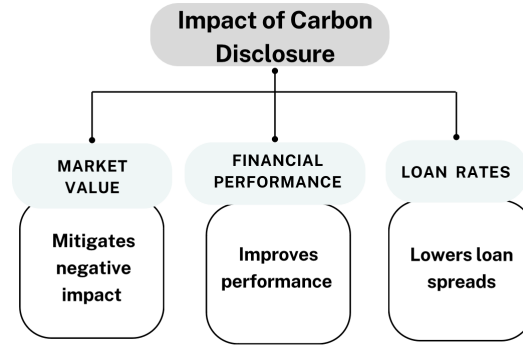 Impact of Carbon
Disclosure
MARKET
VALUE
FINANCIAL
PERFORMANCE
LOAN RATES
Mitigates
negative
impact
Improves
performance
Lowers loan
spreads